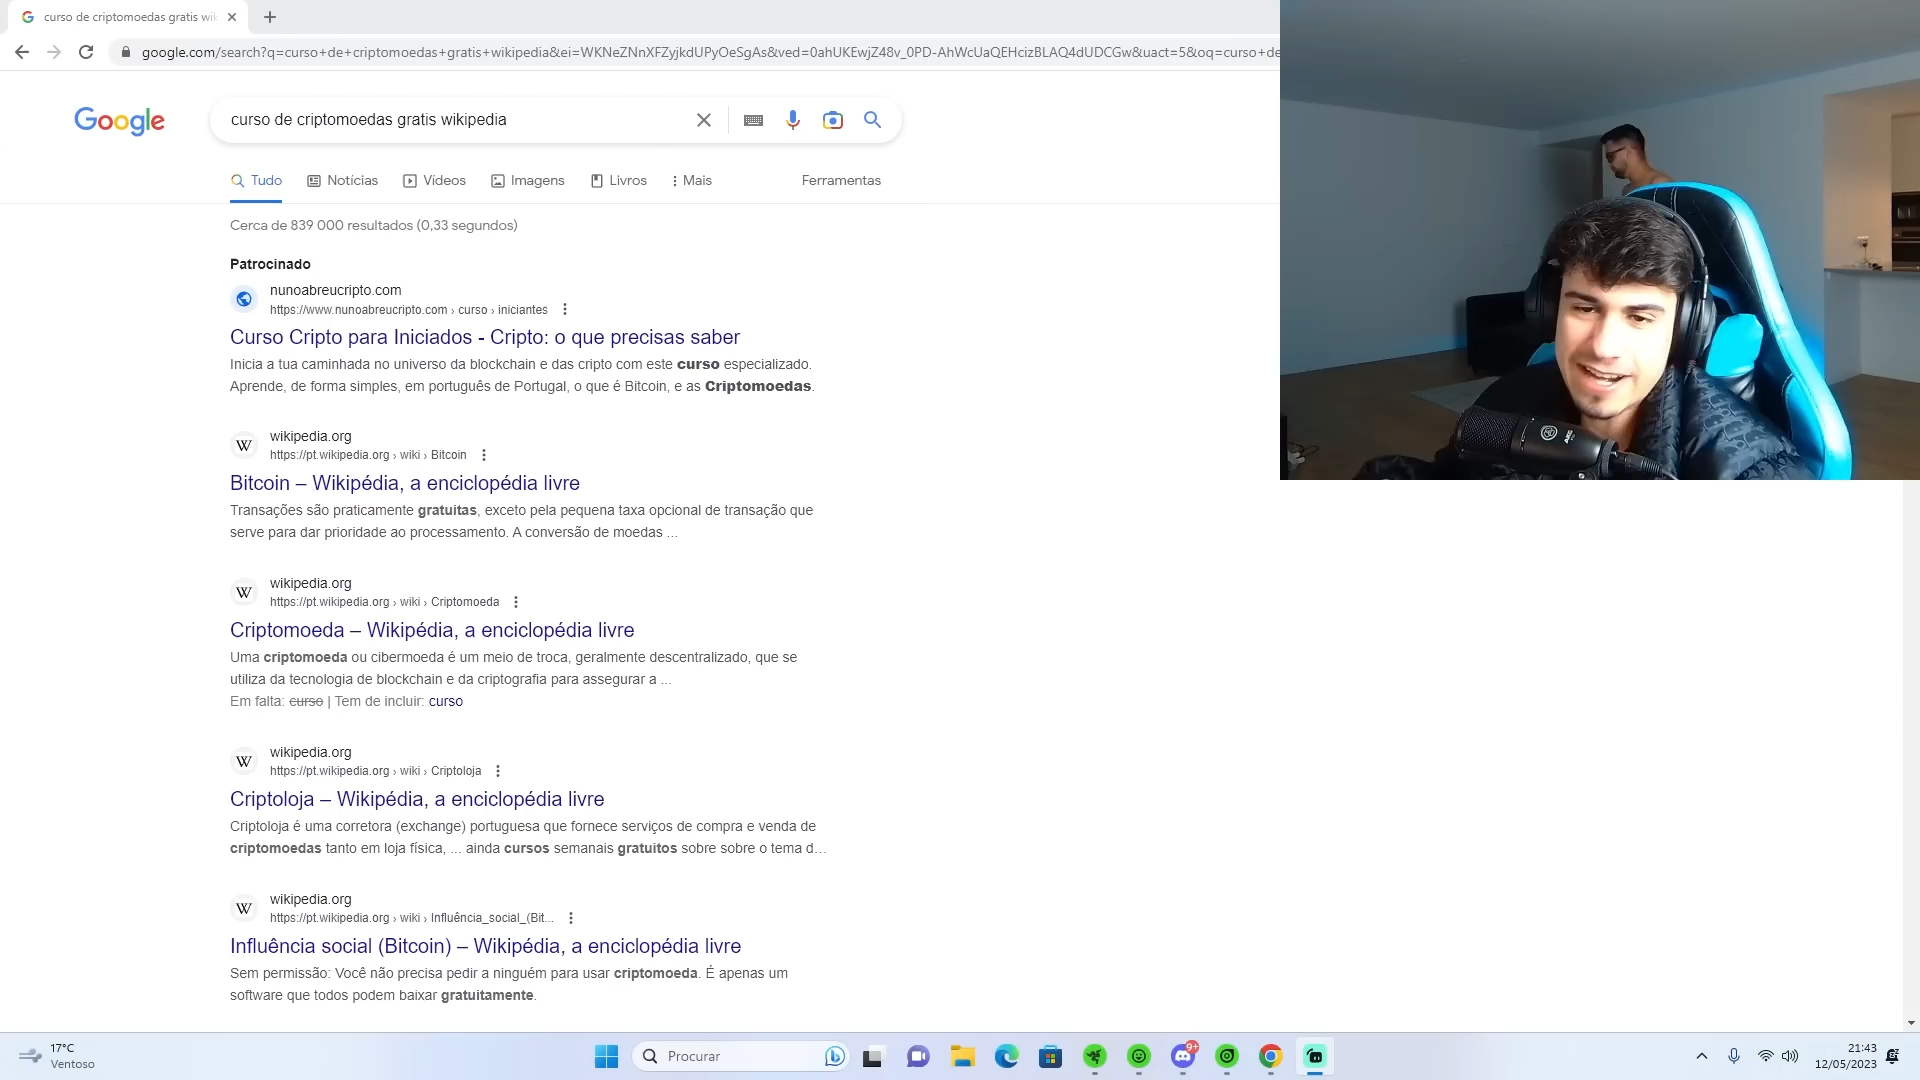 curso de criptomoedas gratis wik
google.com/search?q=curso+de+criptomoedas+gratis+wikipedia&ei=WKNeZNnXFZyjkdUPyOeSgAs&ved=0ahUKEwjZ48v_0PD-AhWcUaQEHcizBLAQ4dUDCGw&uact=5&oq=curso+de
Google
curso de criptomoedas gratis wikipedia
Tudo Notícias Vídeos Imagens Livros Mais Ferramentas
Cerca de 839 000 resultados (0,33 segundos)
Patrocinado
nunoabreucripto.com
https://www.nunoabreucripto.com › curso › iniciantes
Curso Cripto para Iniciados - Cripto: o que precisas saber
Inicia a tua caminhada no universo da blockchain e das cripto com este curso especializado.
Aprende, de forma simples, em português de Portugal, o que é Bitcoin, e as Criptomoedas.
W
wikipedia.org
https://pt.wikipedia.org › wiki › Bitcoin
Bitcoin – Wikipédia, a enciclopédia livre
Transações são praticamente gratuitas, exceto pela pequena taxa opcional de transação que
serve para dar prioridade ao processamento. A conversão de moedas ...
W
wikipedia.org
https://pt.wikipedia.org › wiki › Criptomoeda
Criptomoeda – Wikipédia, a enciclopédia livre
Uma criptomoeda ou cibermoeda é um meio de troca, geralmente descentralizado, que se
utiliza da tecnologia de blockchain e da criptografia para assegurar a ...
Em falta: curso | Tem de incluir: curso
W
wikipedia.org
https://pt.wikipedia.org › wiki › Criptoloja
Criptoloja – Wikipédia, a enciclopédia livre
Criptoloja é uma corretora (exchange) portuguesa que fornece serviços de compra e venda de
criptomoedas tanto em loja física, ... ainda cursos semanais gratuitos sobre sobre o tema d...
W
wikipedia.org
https://pt.wikipedia.org › wiki › Influência_social_(Bit...
Influência social (Bitcoin) – Wikipédia, a enciclopédia livre
Sem permissão: Você não precisa pedir a ninguém para usar criptomoeda. É apenas um
software que todos podem baixar gratuitamente.
AKG
17°C
Ventoso
Procurar
9+
21:43
12/05/2023